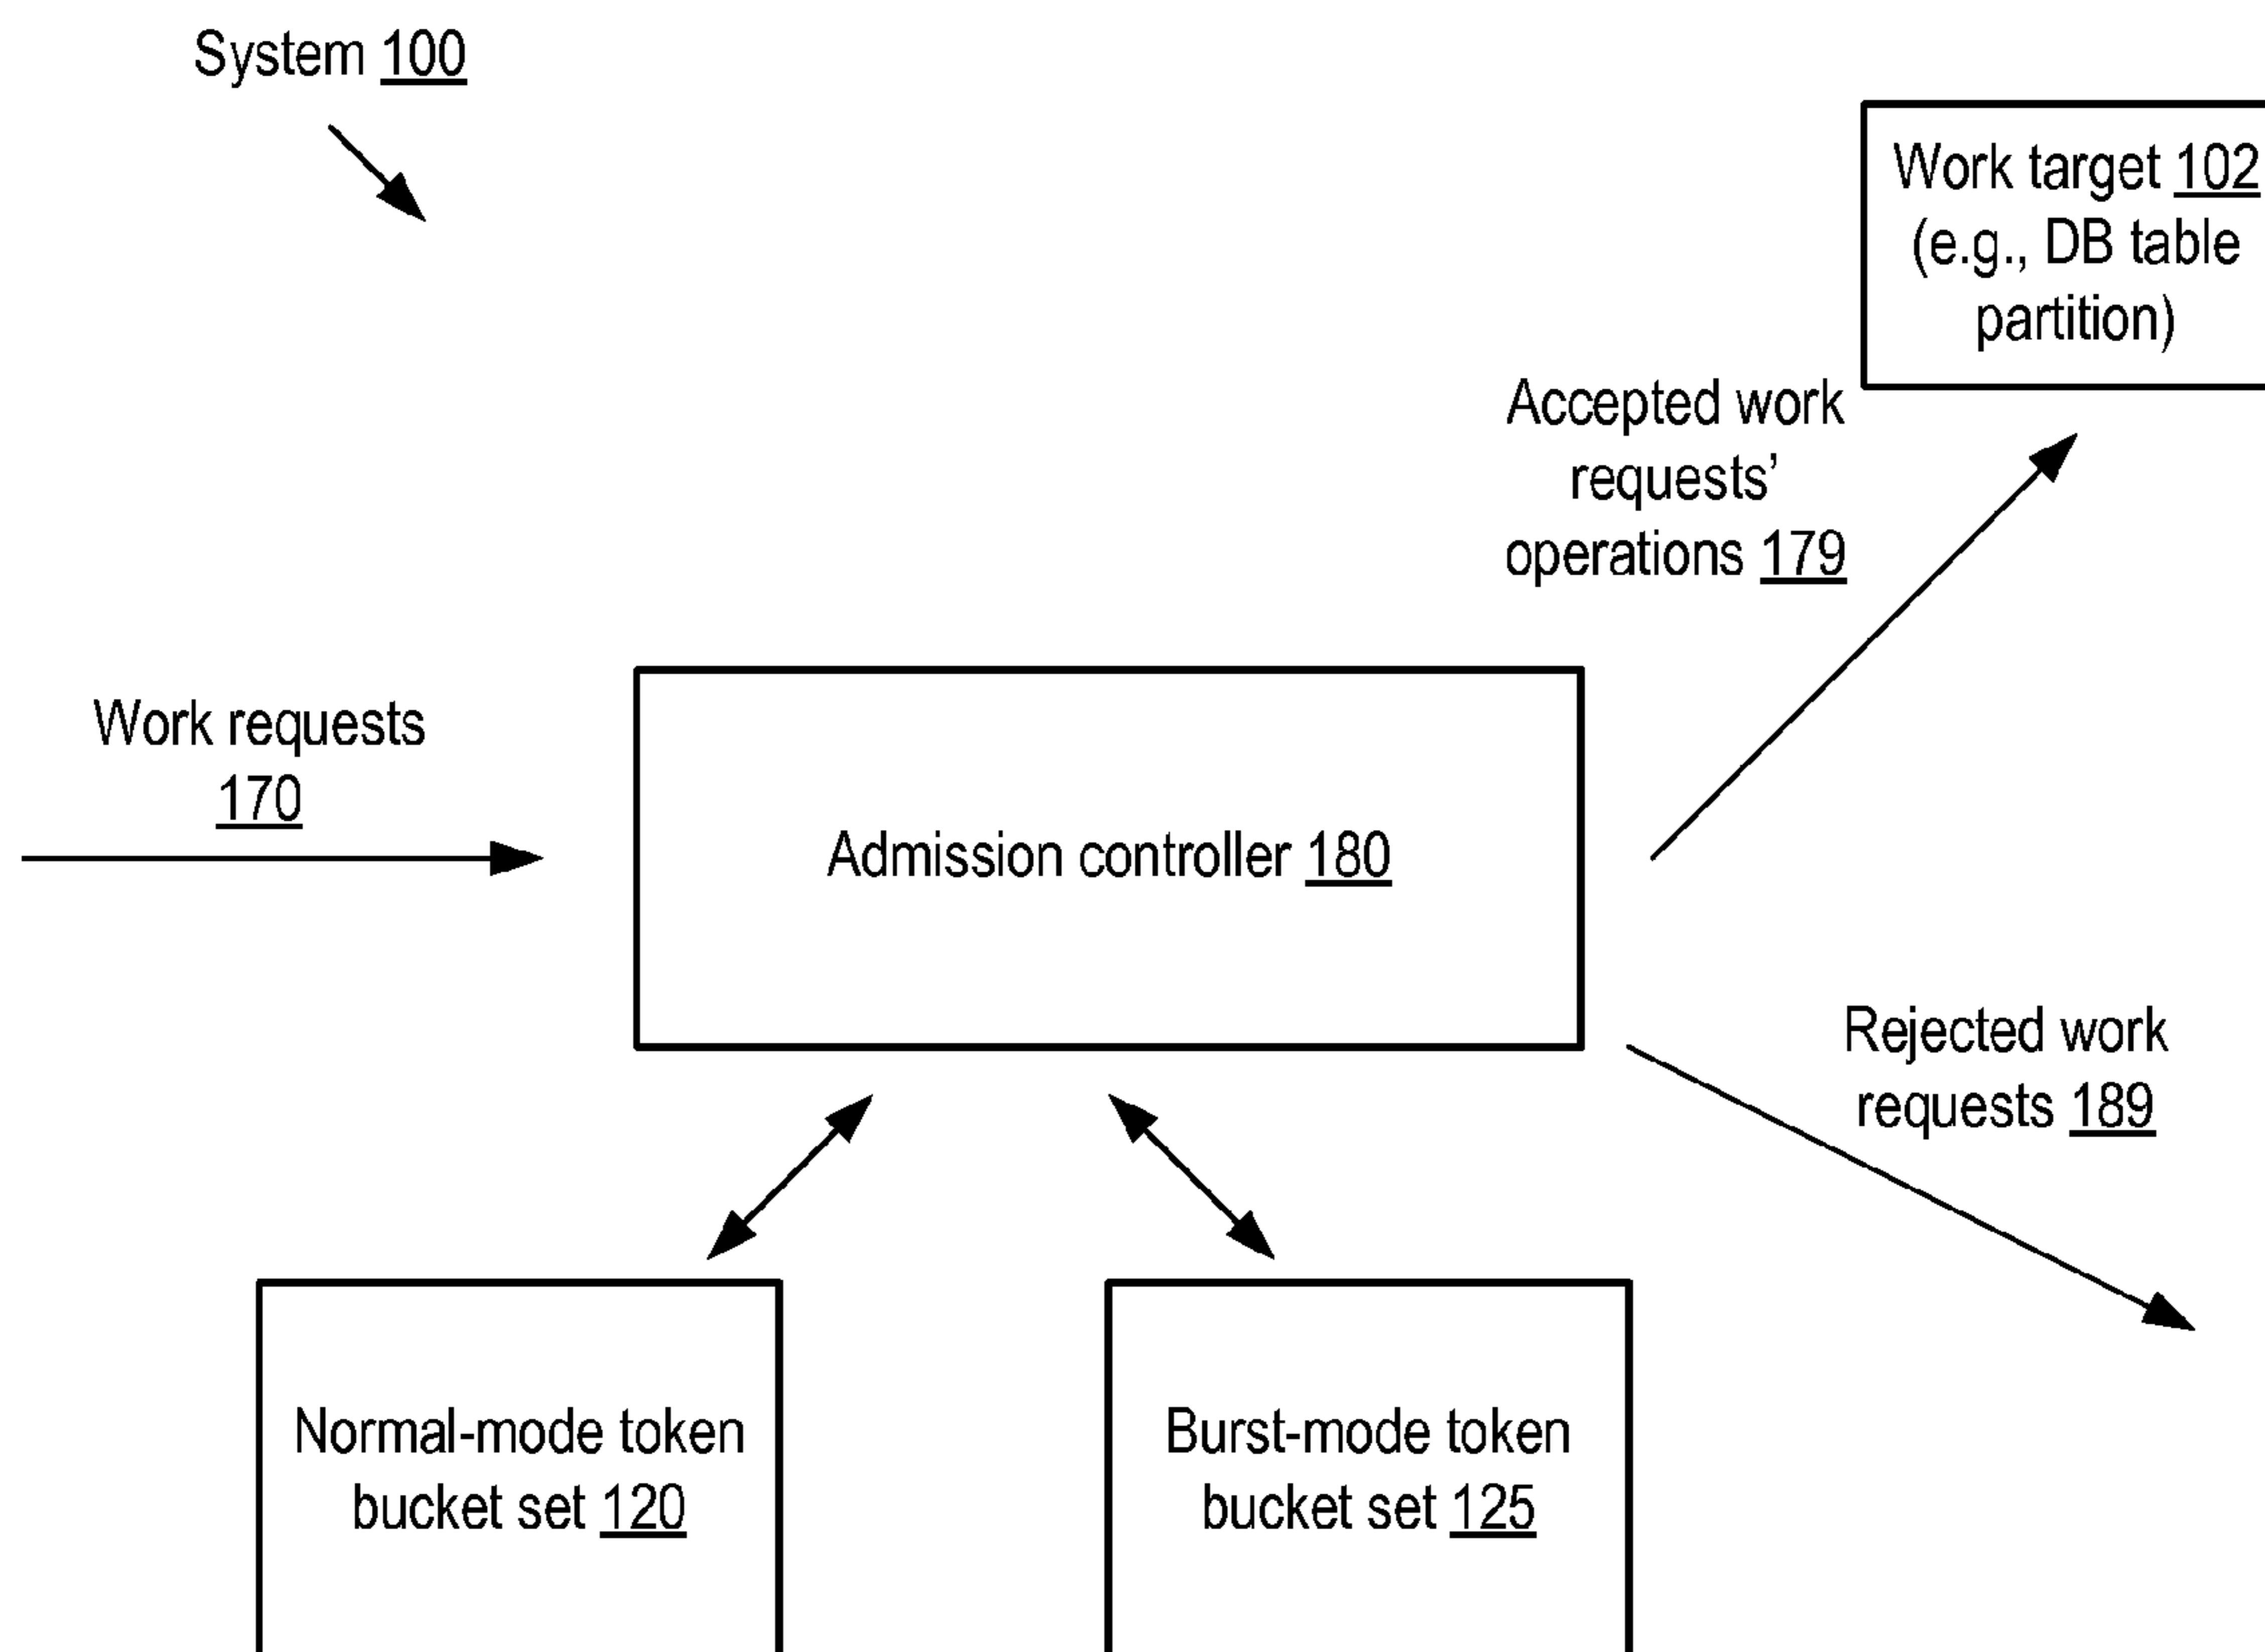 System 100
Work target 102
(e.g., DB table
partition)
Accepted work
requests’
operations 179
Work requests
170
Admission controller 180
Rejected work
requests 189
Normal-mode token
bucket set 120
Burst-mode token
bucket set 125